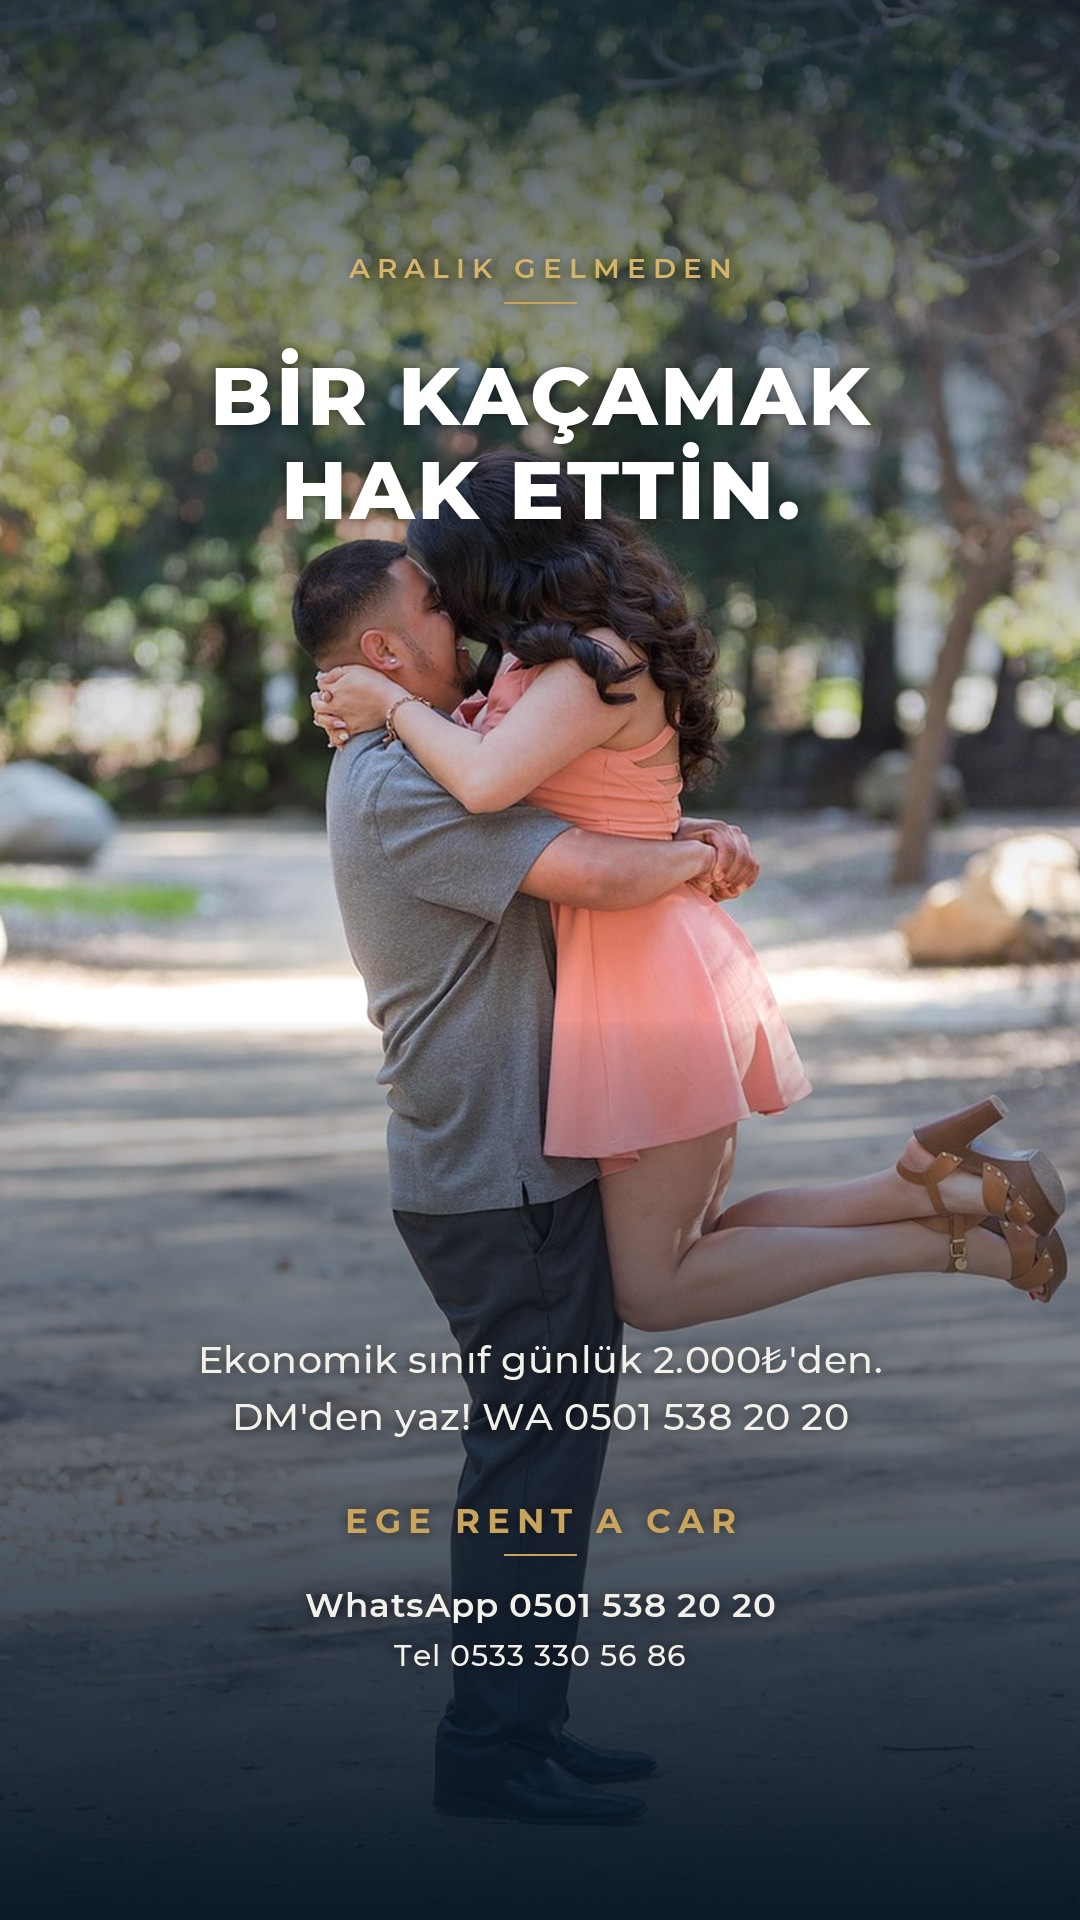 ARALIK GELMEDEN
BİR KAÇAMAK
HAK ETTİN.
Ekonomik sınıf günlük 2.000₺'den.
DM'den yaz! WA 0501 538 20 20
EGE RENT A CAR
WhatsApp 0501 538 20 20
Tel 0533 330 56 86